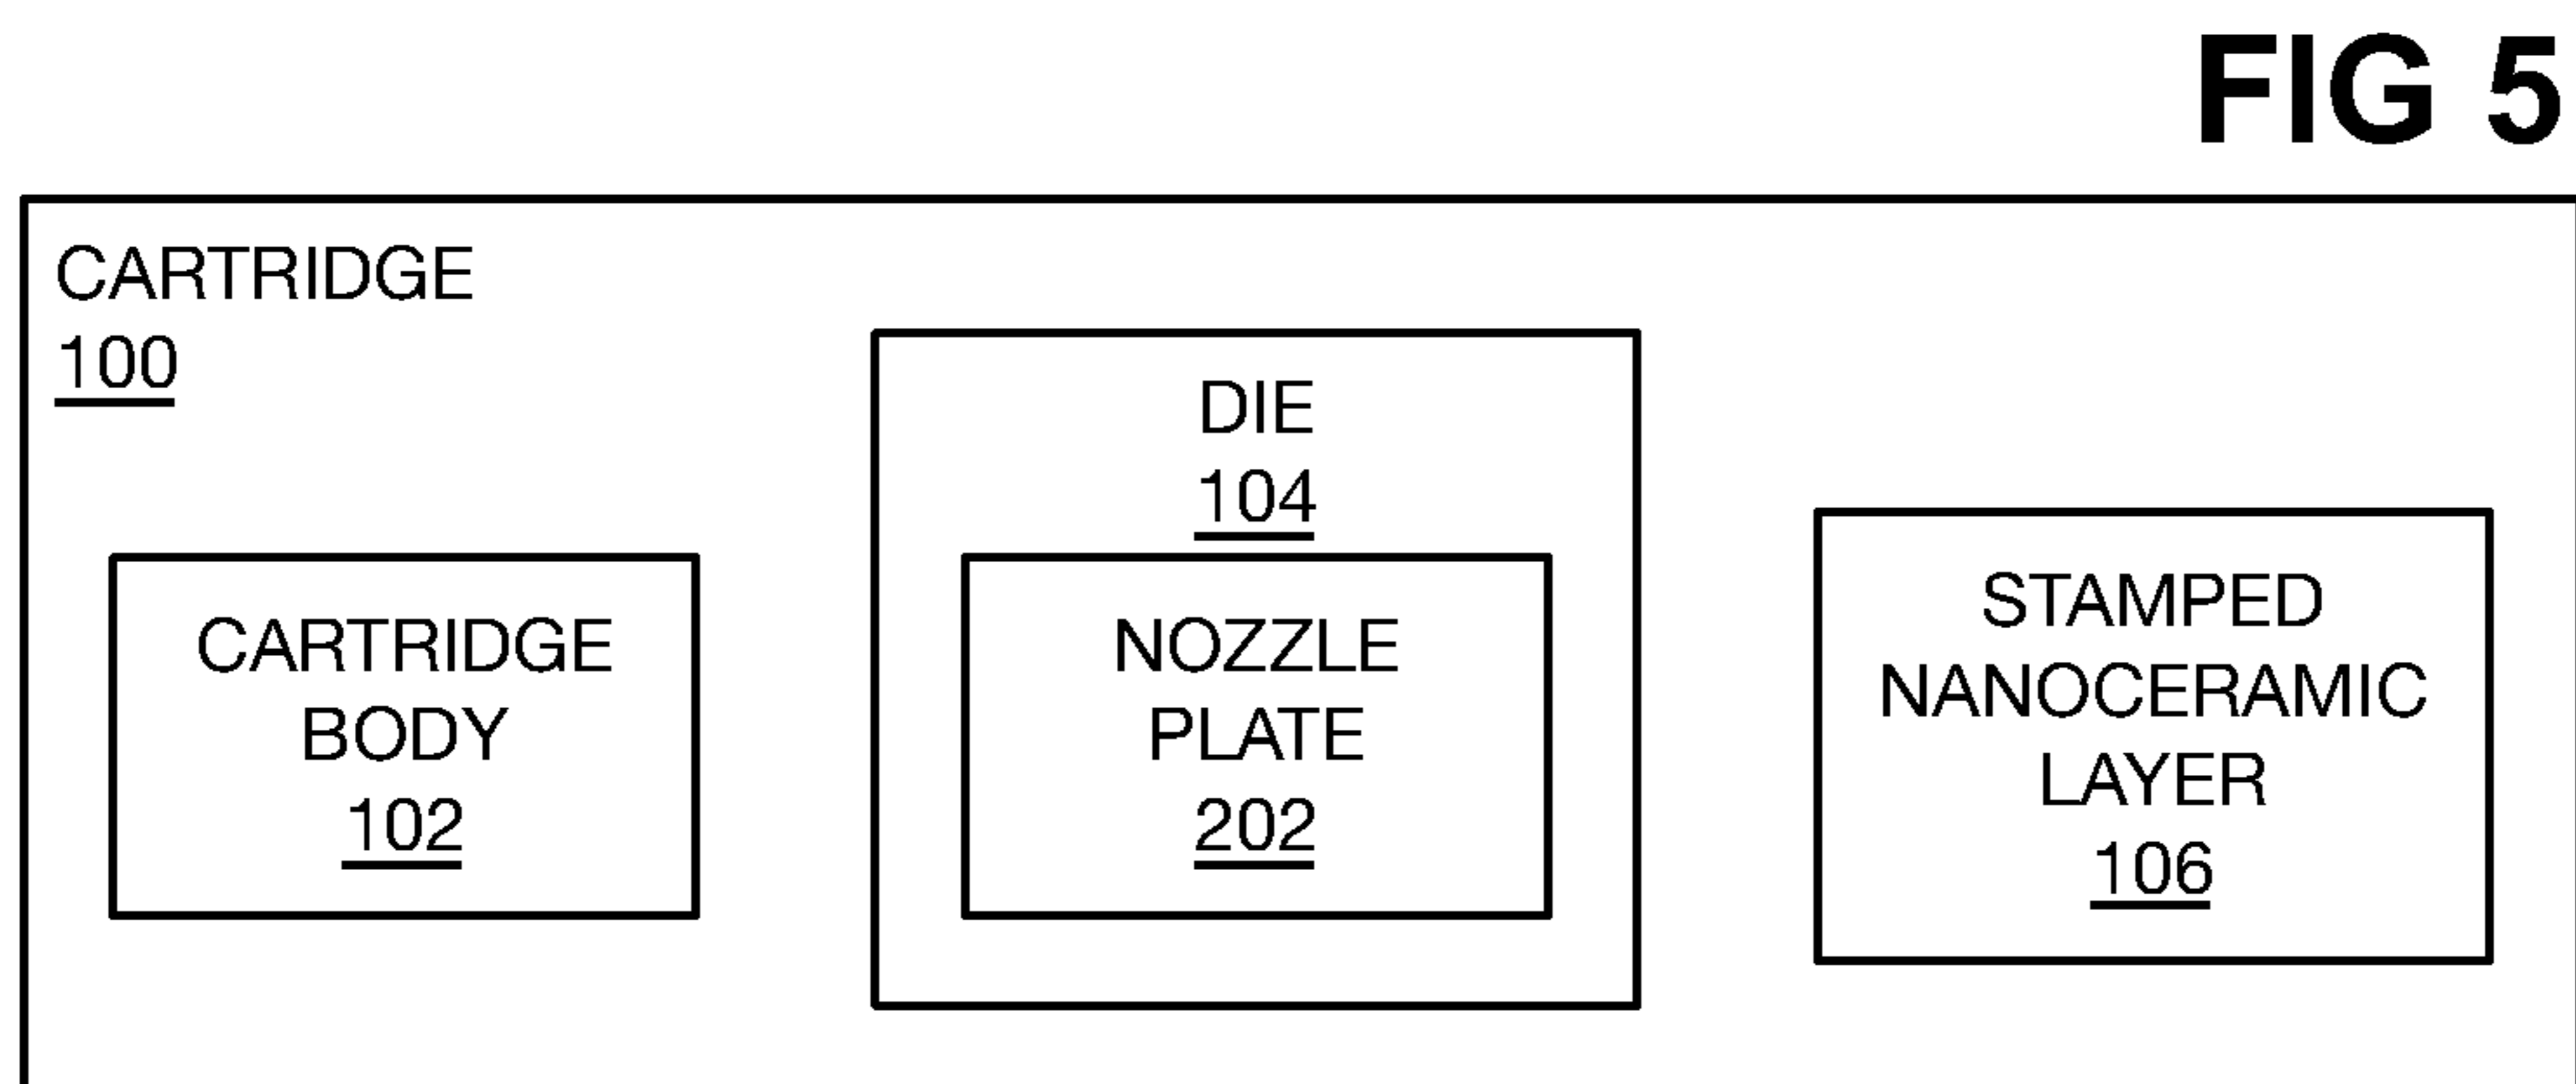 FIG 5
CARTRIDGE
100
DIE
104
CARTRIDGE
BODY
102
NOZZLE
PLATE
202
STAMPED
NANOCERAMIC
LAYER
106